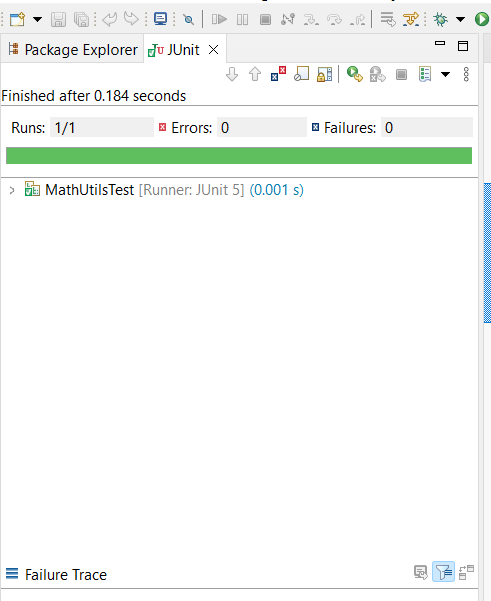 Package Explorer JUnit
Finished after 0.184 seconds
Runs: 1/1 Errors: 0 Failures: 0
MathUtilsTest [Runner: JUnit 5] (0.001 s)
Failure Trace